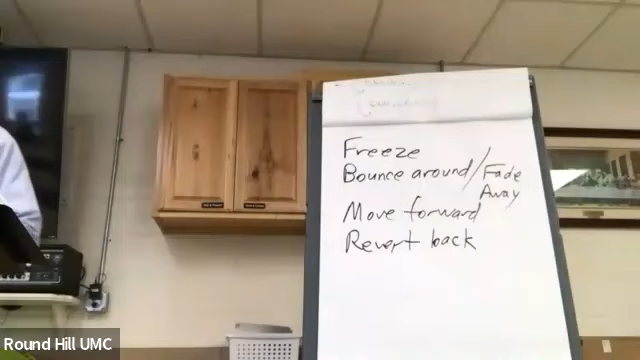 Freeze
Bounce around / Fade Away
Move forward
Revert back
Round Hill UMC